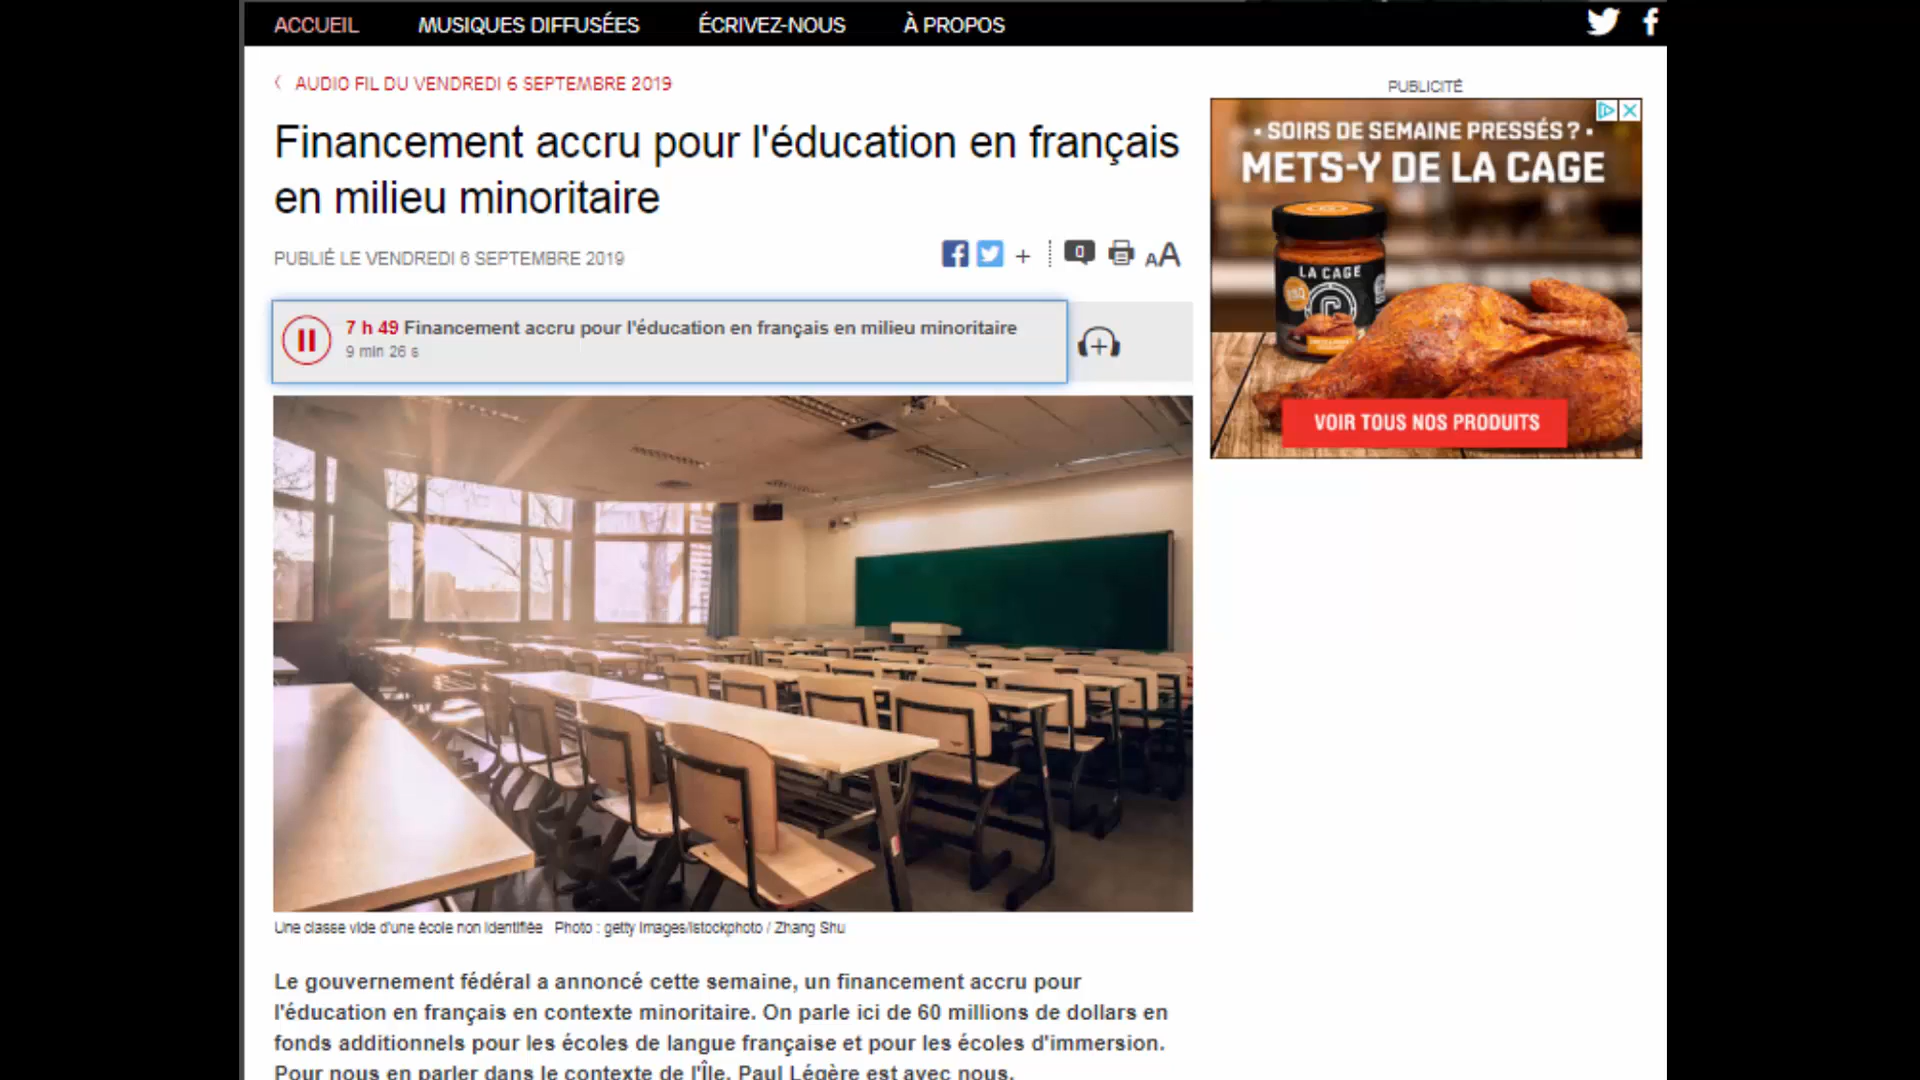 ACCUEIL MUSIQUES DIFFUSÉES ÉCRIVEZ-NOUS À PROPOS
AUDIO FIL DU VENDREDI 6 SEPTEMBRE 2019
Financement accru pour l'éducation en français
en milieu minoritaire
PUBLIÉ LE VENDREDI 6 SEPTEMBRE 2019
0
AA
7 h 49 Financement accru pour l'éducation en français en milieu minoritaire
9 min 26 s
Une classe vide d'une école non identifiée Photo : getty images/istockphoto / Zhang Shu
Le gouvernement fédéral a annoncé cette semaine, un financement accru pour
l'éducation en français en contexte minoritaire. On parle ici de 60 millions de dollars en
fonds additionnels pour les écoles de langue française et pour les écoles d'immersion.
Pour nous en parler dans le contexte de l'Île, Paul Légère est avec nous.
PUBLICITÉ
• SOIRS DE SEMAINE PRESSÉS ? •
METS-Y DE LA CAGE
LA CAGE
BBQ
VOIR TOUS NOS PRODUITS